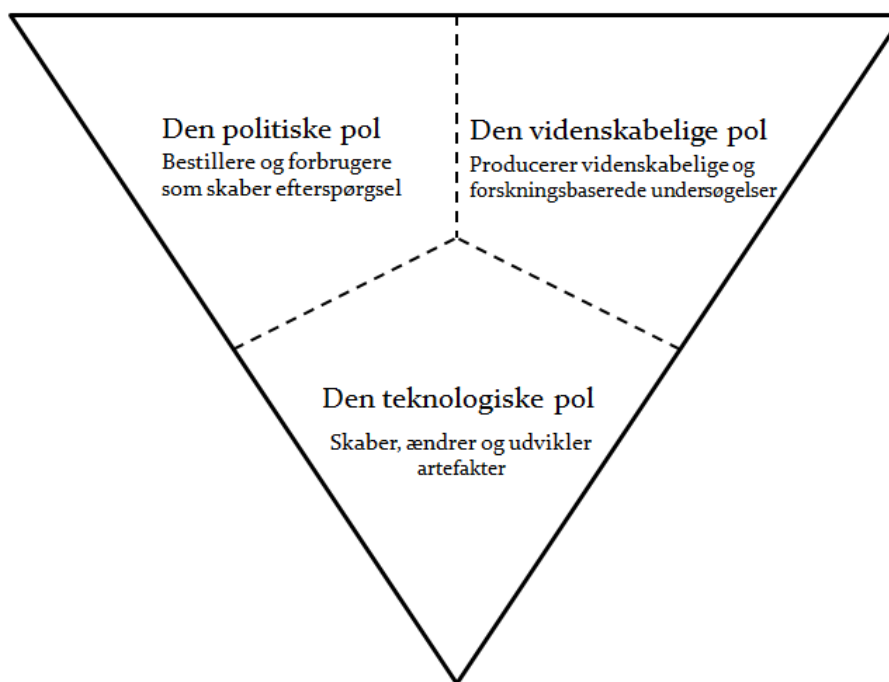 Den politiske pol
Bestillere og forbrugere
som skaber efterspørgsel
Den videnskabelige pol
Producerer videnskabelige og
forskningsbaserede undersøgelser
Den teknologiske pol
Skaber, ændrer og udvikler
artefakter